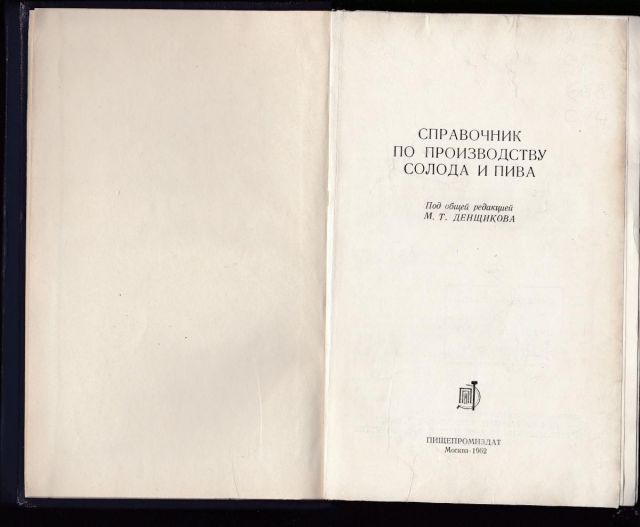 СПРАВОЧНИК
ПО ПРОИЗВОДСТВУ
СОЛОДА И ПИВА
Под общей редакцией
М. Т. ДЕНЩИКОВА
ПИЩЕПРОМИЗДАТ
Москва-1962